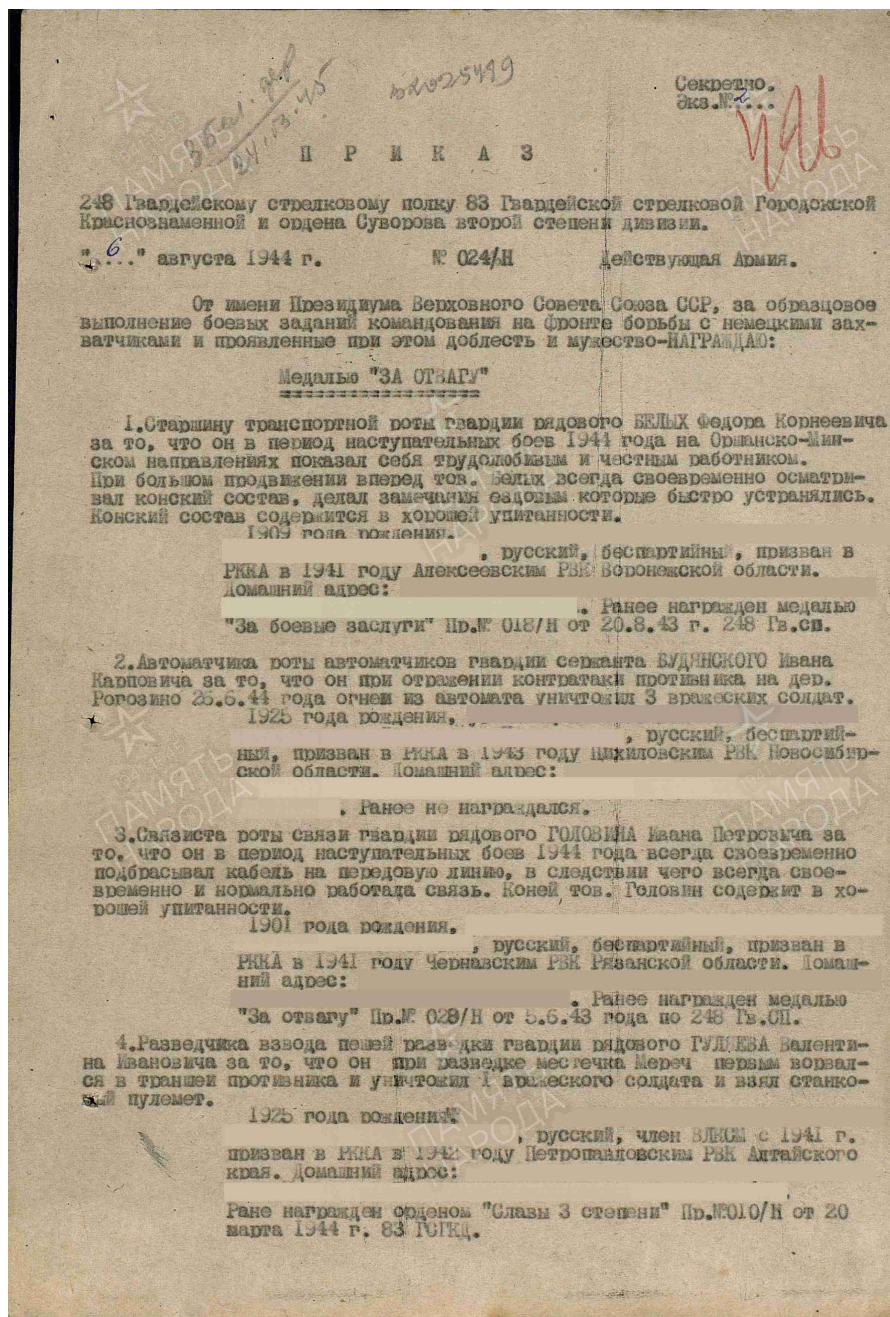 52025499
24.03.45
Секретно.
Экз.№ 2...
П Р И К А З
248 Гвардейскому стрелковому полку 83 Гвардейской стрелковой Городокской
Краснознаменной и ордена Суворова второй степени дивизии.
"6" августа 1944 г. № 024/Н Действующая Армия.
От имени Президиума Верховного Совета Союза ССР, за образцовое
выполнение боевых заданий командования на фронте борьбы с немецкими зах-
ватчиками и проявленные при этом доблесть и мужество-НАГРАЖДАЮ:
Медалью "ЗА ОТВАГУ"
1.Старшину транспортной роты гвардии рядового БЕЛЫХ Федора Корнеевича
за то, что он в период наступательных боев 1944 года на Оршанско-Мин-
ском направлениях показал себя трудолюбивым и честным работником.
При большом продвижении вперед тов. Белых всегда своевременно осматри-
вал конский состав, делал замечания ездовым которые быстро устранялись.
Конский состав содержится в хорошей упитанности.
1909 года рождения.
, русский, беспартийный, призван в
РККА в 1941 году Алексеевским РВК Воронежской области.
Домашний адрес:
. Ранее награжден медалью
"За боевые заслуги" Пр.№ 018/Н от 20.8.43 г. 248 Гв.сп.
2.Автоматчика роты автоматчиков гвардии сержанта БУДЯНСКОГО Ивана
Карповича за то, что он при отражении контратаки противника на дер.
Рогозино 26.6.44 года огнем из автомата уничтожил 3 вражеских солдат.
1925 года рождения,
, русский, беспартий-
ный, призван в РККА в 1943 году Цихиловским РВК Новосибир-
ской области. Домашний адрес:
. Ранее не награждался.
3.Связиста роты связи гвардии рядового ГОЛОВИНА Ивана Петровича за
то, что он в период наступательных боев 1944 года всегда своевременно
подбрасывал кабель на передовую линию, в следствии чего всегда свое-
временно и нормально работала связь. Коней тов. Головин содержит в хо-
рошей упитанности.
1901 года рождения.
, русский, беспартийный, призван в
РККА в 1941 году Чернавским РВК Рязанской области. Домаш-
ний адрес:
. Ранее награжден медалью
"За отвагу" Пр.№ 028/Н от 5.6.43 года по 248 Гв.СП.
4.Разведчика взвода пешей разведки гвардии рядового ГУЛЯЕВА Валенти-
на Ивановича за то, что он при разведке местечка Мереч первым ворвал-
ся в траншеи противника и уничтожил 1 вражеского солдата и взял станко-
вый пулемет.
1925 года рождения
, русский, член ВЛКСМ с 1941 г.
призван в РККА в 1942 году Петропавловским РВК Алтайского
края. Домашний адрес:
Ране награжден орденом "Славы 3 степени" Пр.№010/Н от 20
марта 1944 г. 83 ГСГКД.
ПАМЯТЬ
НАРОДА